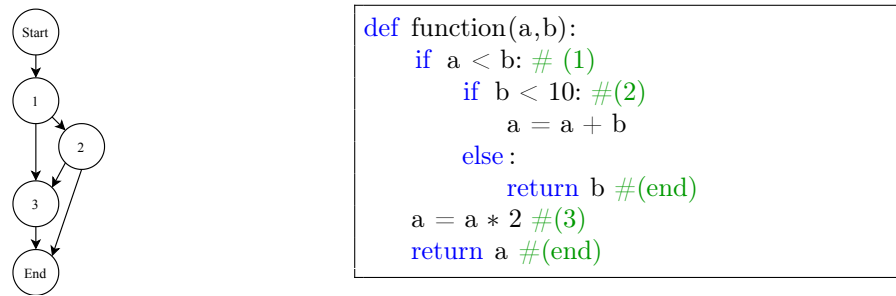 Start
1
2
3
End
def function(a,b):
if a < b: # (1)
if b < 10: #(2)
a = a + b
else:
return b #(end)
a = a * 2 #(3)
return a #(end)